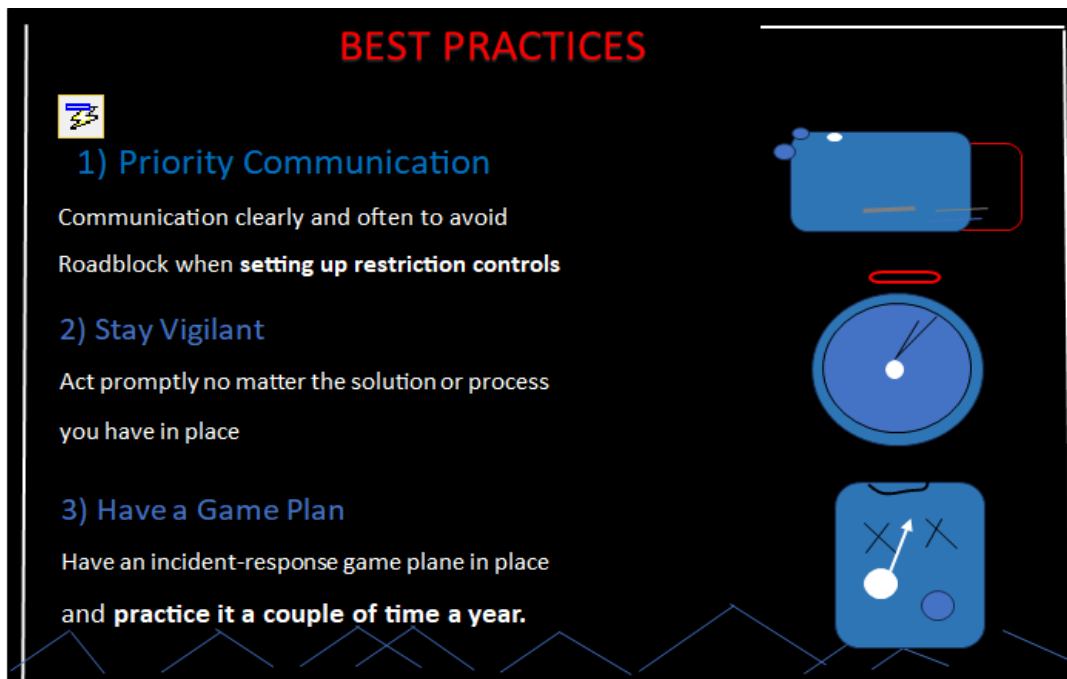 BEST PRACTICES
1) Priority Communication
Communication clearly and often to avoid
Roadblock when setting up restriction controls
2) Stay Vigilant
Act promptly no matter the solution or process
you have in place
3) Have a Game Plan
Have an incident-response game plane in place
and practice it a couple of time a year.